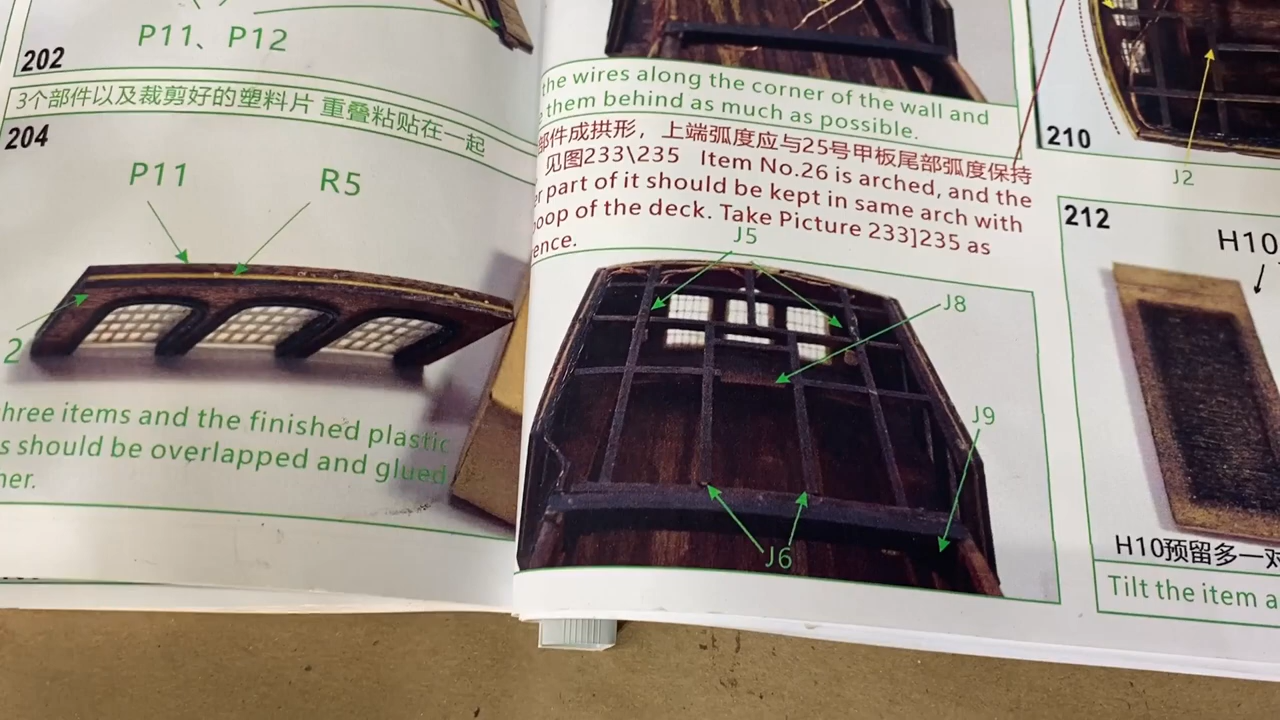 P11、P12
202
3个部件以及裁剪好的塑料片 重叠粘贴在一起
204
P11
R5
2
three items and the finished plastic
s should be overlapped and glued
her.
the wires along the corner of the wall and
them behind as much as possible.
部件成拱形，上端弧度应与25号甲板尾部弧度保持
见图233\235 Item No.26 is arched, and the
er part of it should be kept in same arch with
poop of the deck. Take Picture 233]235 as
ence.
J5
J8
J9
J6
210
J2
212
H10
H10预留多一对
Tilt the item a